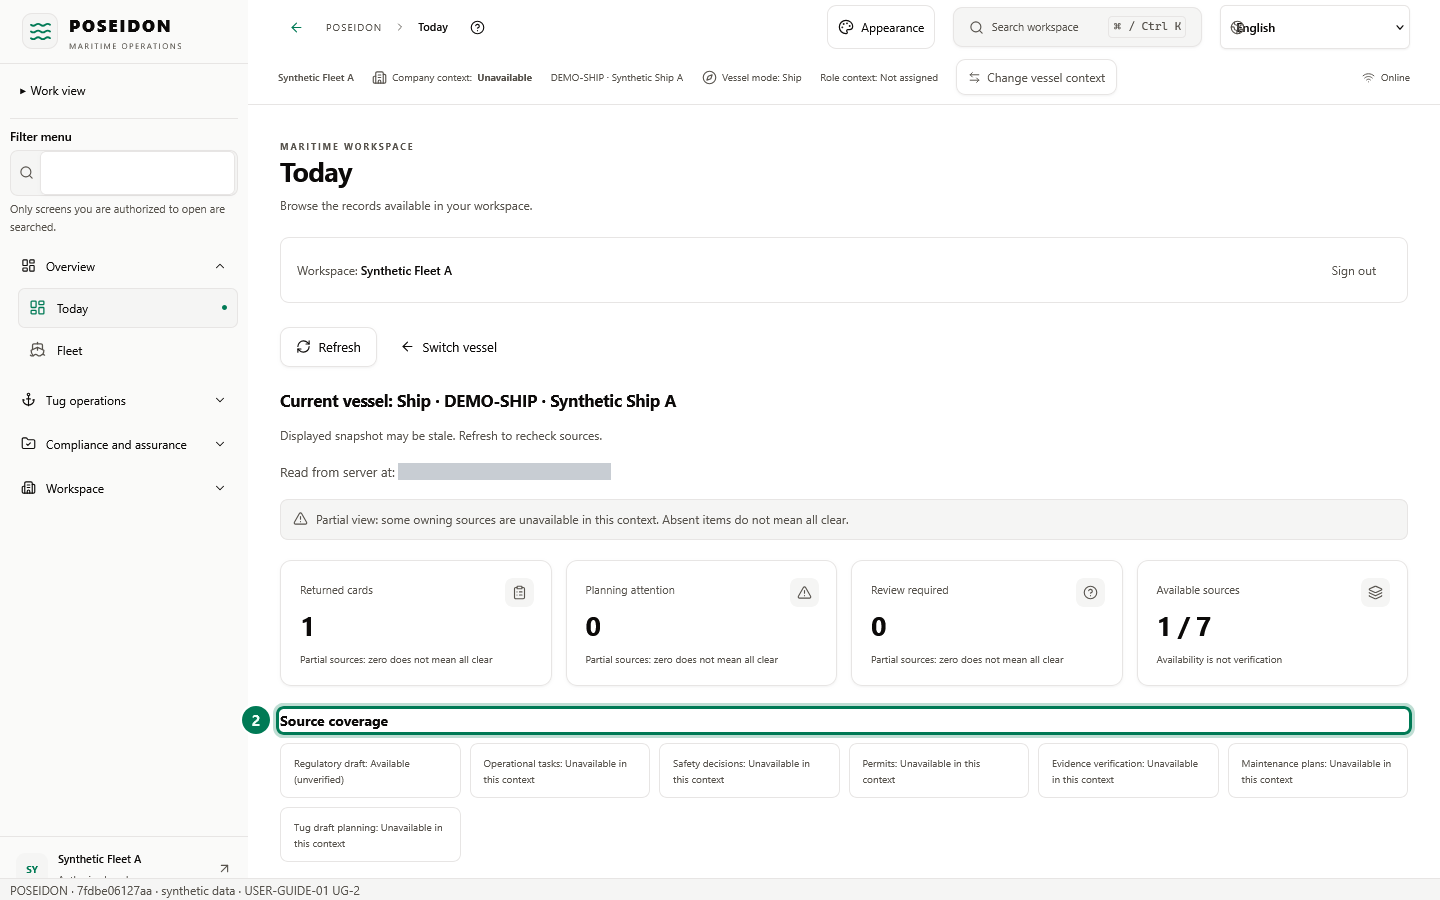 POSEIDON
MARITIME OPERATIONS
POSEIDON > Today
Appearance
Search workspace
⌘ / Ctrl K
English
Synthetic Fleet A
Company context: Unavailable
DEMO-SHIP · Synthetic Ship A
Vessel mode: Ship
Role context: Not assigned
Change vessel context
Online
Work view
Filter menu
Only screens you are authorized to open are
searched.
Overview
Today
Fleet
Tug operations
Compliance and assurance
Workspace
MARITIME WORKSPACE
Today
Browse the records available in your workspace.
Workspace: Synthetic Fleet A
Sign out
Refresh
Switch vessel
Current vessel: Ship · DEMO-SHIP · Synthetic Ship A
Displayed snapshot may be stale. Refresh to recheck sources.
Read from server at:
Partial view: some owning sources are unavailable in this context. Absent items do not mean all clear.
Returned cards
1
Partial sources: zero does not mean all clear
Planning attention
0
Partial sources: zero does not mean all clear
Review required
0
Partial sources: zero does not mean all clear
Available sources
1 / 7
Availability is not verification
2
Source coverage
Regulatory draft: Available
(unverified)
Operational tasks: Unavailable in
this context
Safety decisions: Unavailable in
this context
Permits: Unavailable in this
context
Evidence verification: Unavailable
in this context
Maintenance plans: Unavailable in
this context
Tug draft planning: Unavailable in
this context
SY
Synthetic Fleet A
POSEIDON · 7fdbe06127aa · synthetic data · USER-GUIDE-01 UG-2